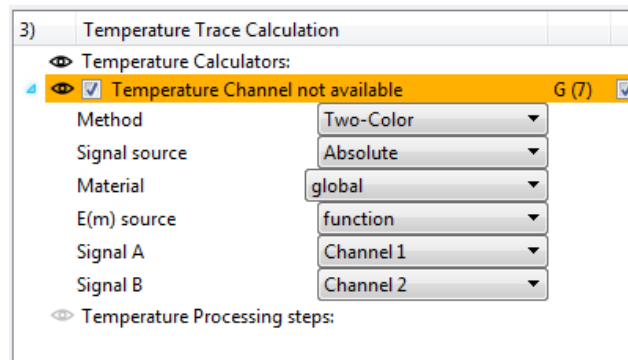 3) Temperature Trace Calculation
Temperature Calculators:
Temperature Channel not available G (7)
Method Two-Color
Signal source Absolute
Material global
E(m) source function
Signal A Channel 1
Signal B Channel 2
Temperature Processing steps: